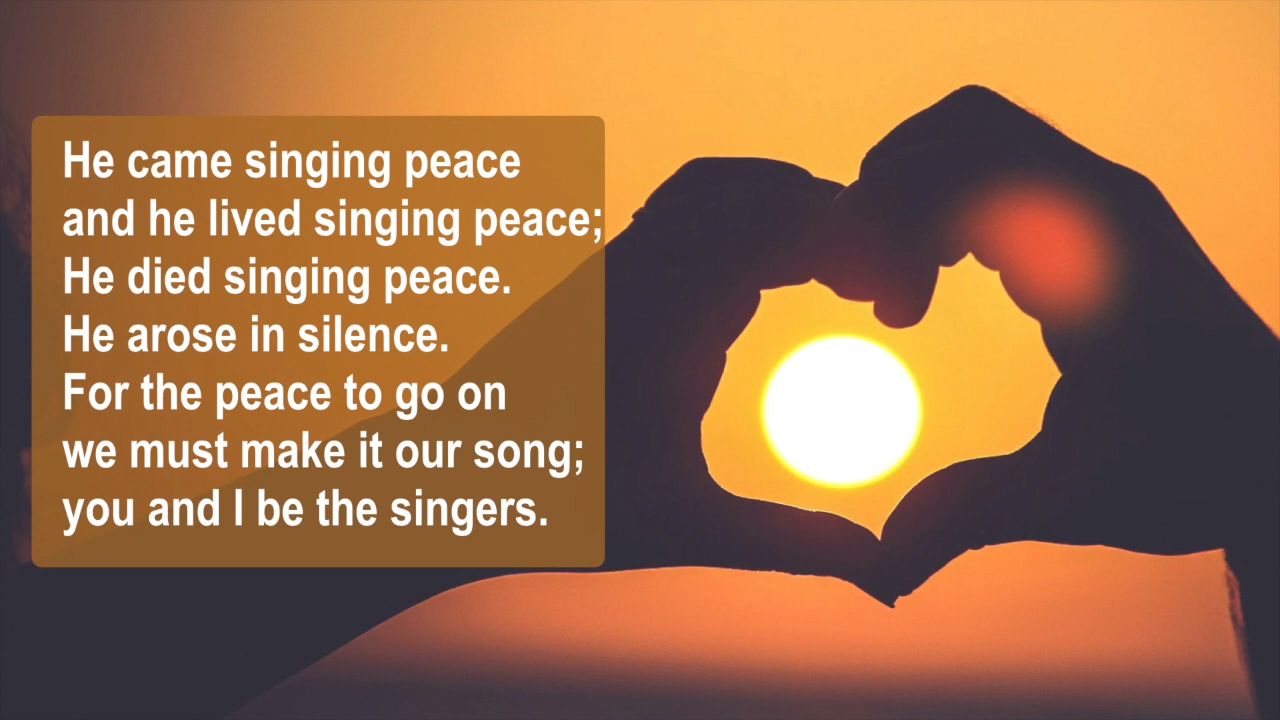 He came singing peace
and he lived singing peace;
He died singing peace.
He arose in silence.
For the peace to go on
we must make it our song;
you and I be the singers.